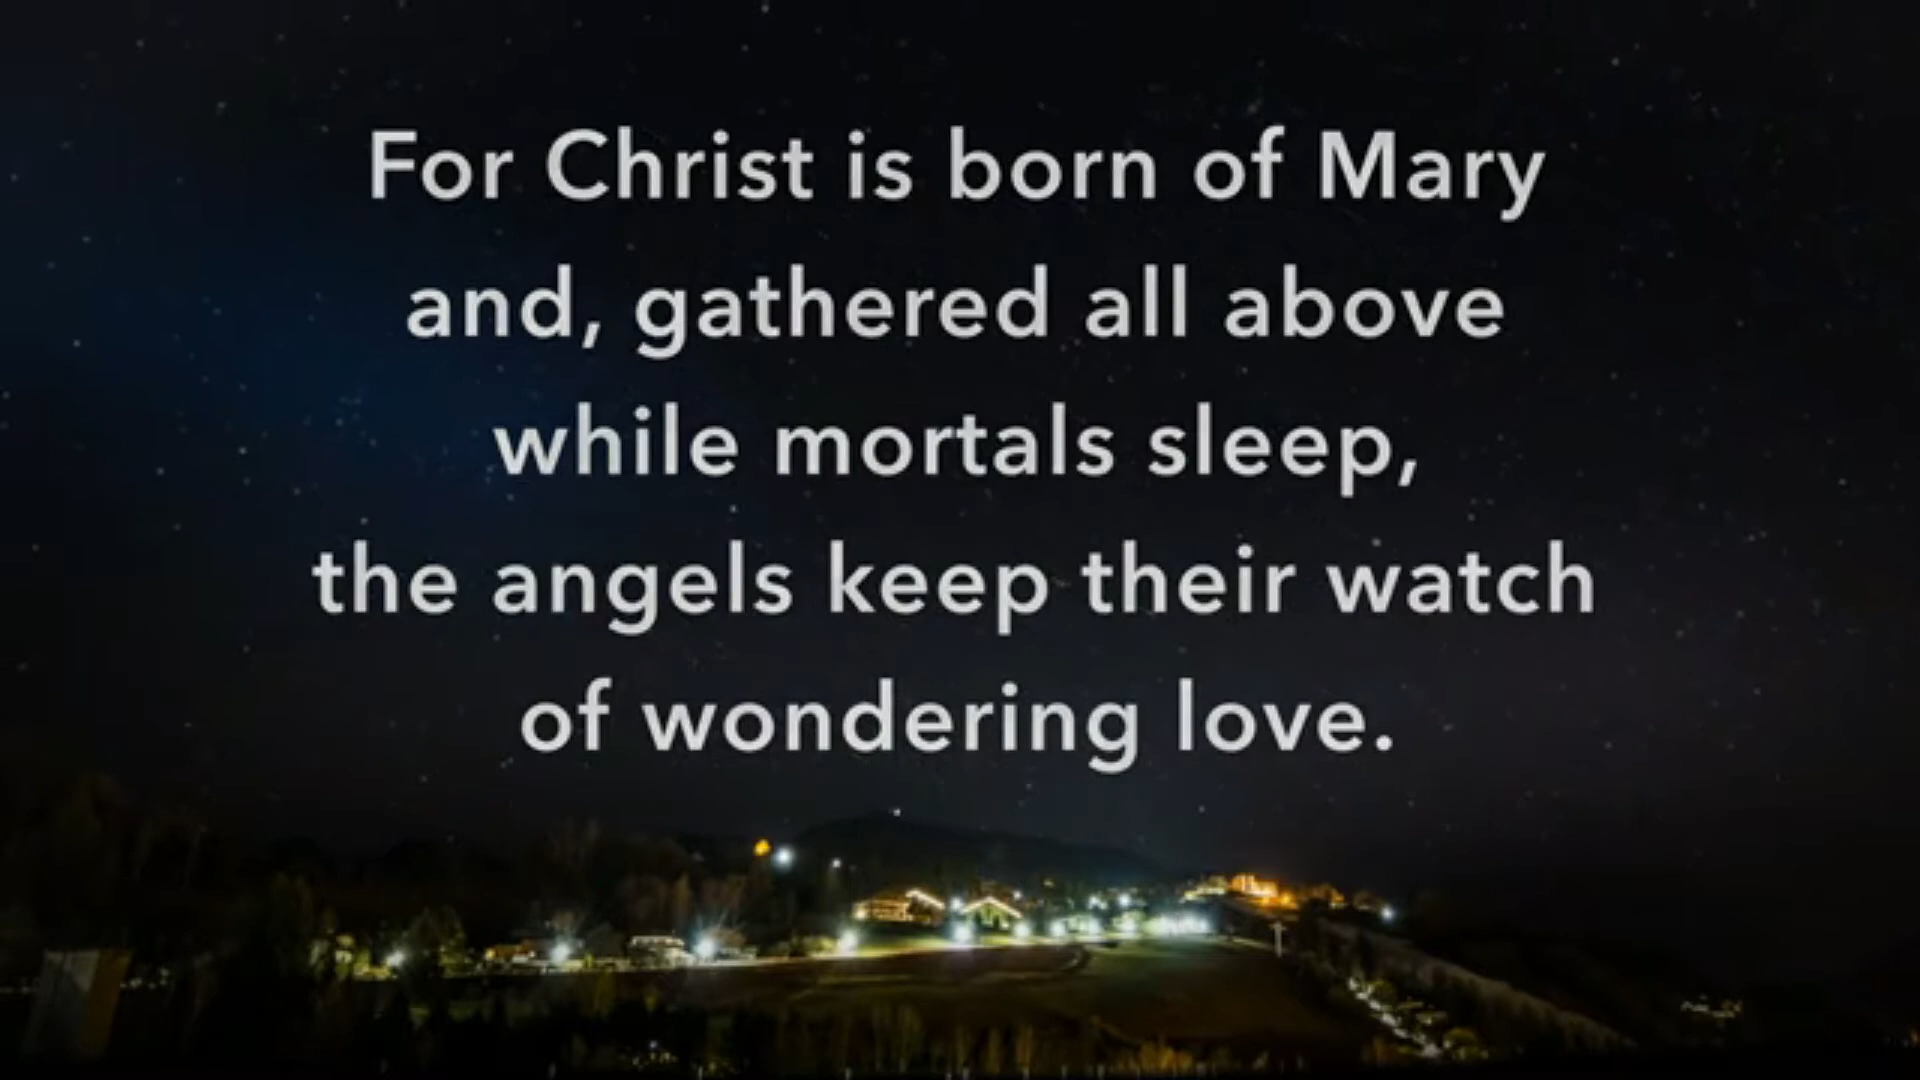 For Christ is born of Mary
and, gathered all above
while mortals sleep,
the angels keep their watch
of wondering love.